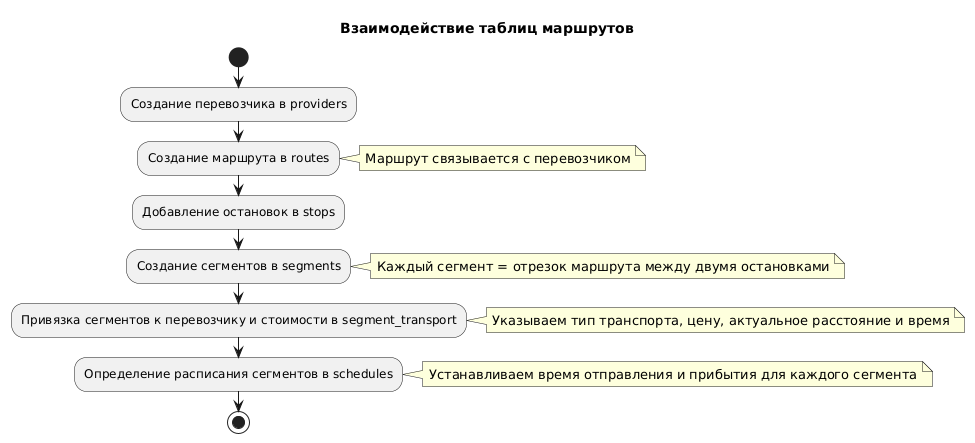 Взаимодействие таблиц маршрутов
Создание перевозчика в providers
Создание маршрута в routes
Маршрут связывается с перевозчиком
Добавление остановок в stops
Создание сегментов в segments
Каждый сегмент = отрезок маршрута между двумя остановками
Привязка сегментов к перевозчику и стоимости в segment_transport
Указываем тип транспорта, цену, актуальное расстояние и время
Определение расписания сегментов в schedules
Устанавливаем время отправления и прибытия для каждого сегмента